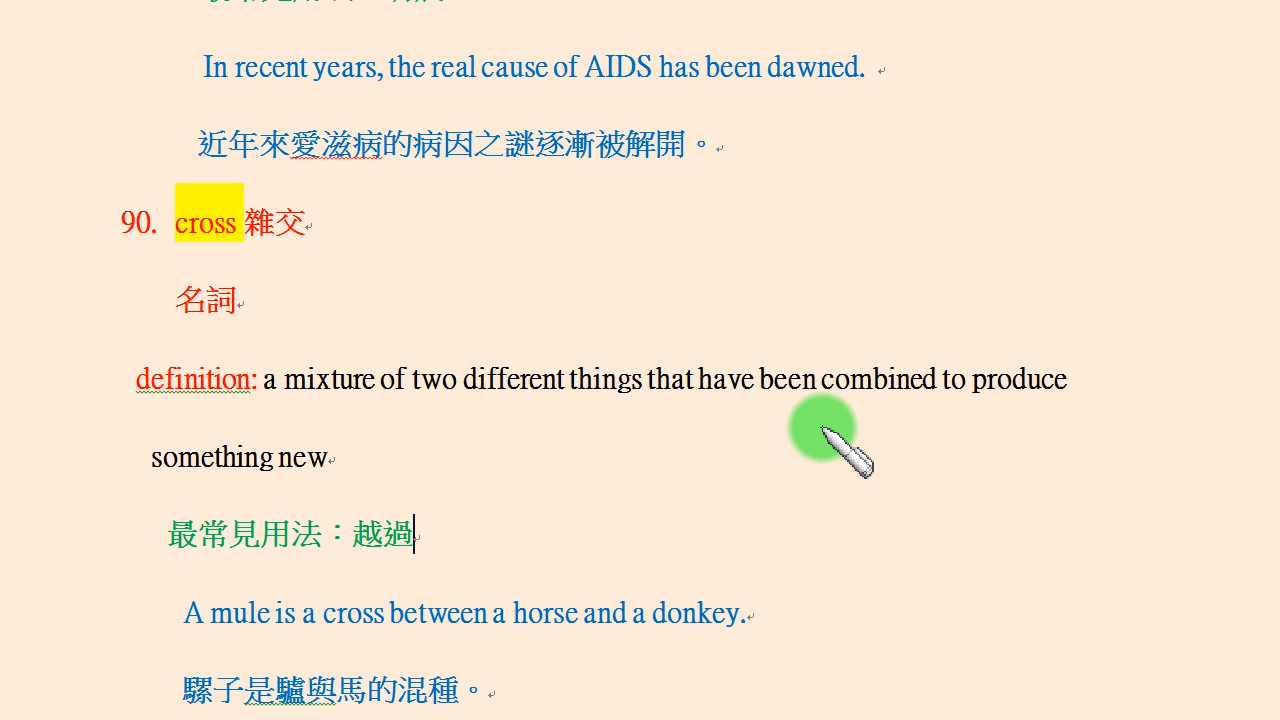 In recent years, the real cause of AIDS has been dawned.
近年來愛滋病的病因之謎逐漸被解開。
90. cross 雜交
名詞
definition: a mixture of two different things that have been combined to produce
something new
最常見用法：越過
A mule is a cross between a horse and a donkey.
騾子是驢與馬的混種。